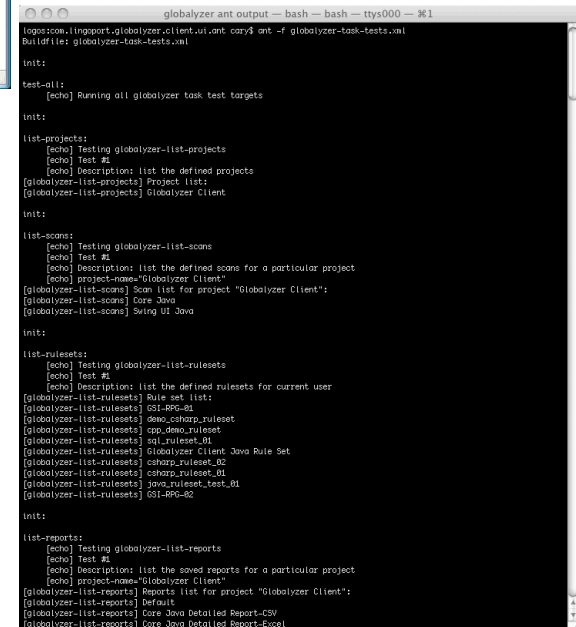 globalyzer ant output — bash — bash — ttys000 — ⌘1
logos:com.lingoport.globalyzer.client.ui.ant cary$ ant -f globalyzer-task-tests.xml
Buildfile: globalyzer-task-tests.xml
init:
test-all:
[echo] Running all globalyzer task test targets
init:
list-projects:
[echo] Testing globalyzer-list-projects
[echo] Test #1
[echo] Description: list the defined projects
[globalyzer-list-projects] Project list:
[globalyzer-list-projects] Globalyzer Client
init:
list-scans:
[echo] Testing globalyzer-list-scans
[echo] Test #1
[echo] Description: list the defined scans for a particular project
[echo] project-name="Globalyzer Client"
[globalyzer-list-scans] Scan list for project "Globalyzer Client":
[globalyzer-list-scans] Core Java
[globalyzer-list-scans] Swing UI Java
init:
list-rulesets:
[echo] Testing globalyzer-list-rulesets
[echo] Test #1
[echo] Description: list the defined rulesets for current user
[globalyzer-list-rulesets] Rule set list:
[globalyzer-list-rulesets] GSI-RPG-01
[globalyzer-list-rulesets] demo_csharp_ruleset
[globalyzer-list-rulesets] cpp_demo_ruleset
[globalyzer-list-rulesets] sql_ruleset_01
[globalyzer-list-rulesets] Globalyzer Client Java Rule Set
[globalyzer-list-rulesets] csharp_ruleset_02
[globalyzer-list-rulesets] csharp_ruleset_01
[globalyzer-list-rulesets] java_ruleset_test_01
[globalyzer-list-rulesets] GSI-RPG-02
init:
list-reports:
[echo] Testing globalyzer-list-reports
[echo] Test #1
[echo] Description: list the saved reports for a particular project
[echo] project-name="Globalyzer Client"
[globalyzer-list-reports] Reports list for project "Globalyzer Client":
[globalyzer-list-reports] Default
[globalyzer-list-reports] Core Java Detailed Report-CSV
[globalyzer-list-reports] Core Java Detailed Report-Excel